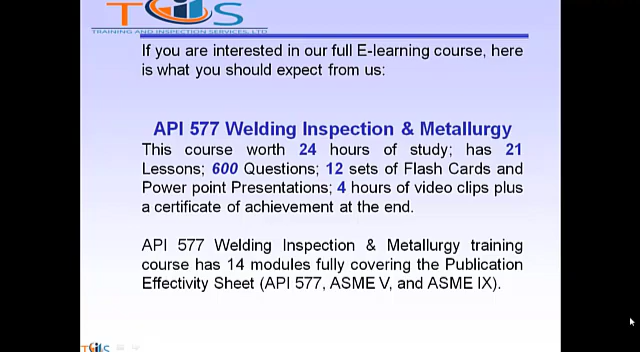 TIIS
TRAINING AND INSPECTION SERVICES, LTD
If you are interested in our full E-learning course, here
is what you should expect from us:
API 577 Welding Inspection & Metallurgy
This course worth 24 hours of study; has 21
Lessons; 600 Questions; 12 sets of Flash Cards and
Power point Presentations; 4 hours of video clips plus
a certificate of achievement at the end.
API 577 Welding Inspection & Metallurgy training
course has 14 modules fully covering the Publication
Effectivity Sheet (API 577, ASME V, and ASME IX).